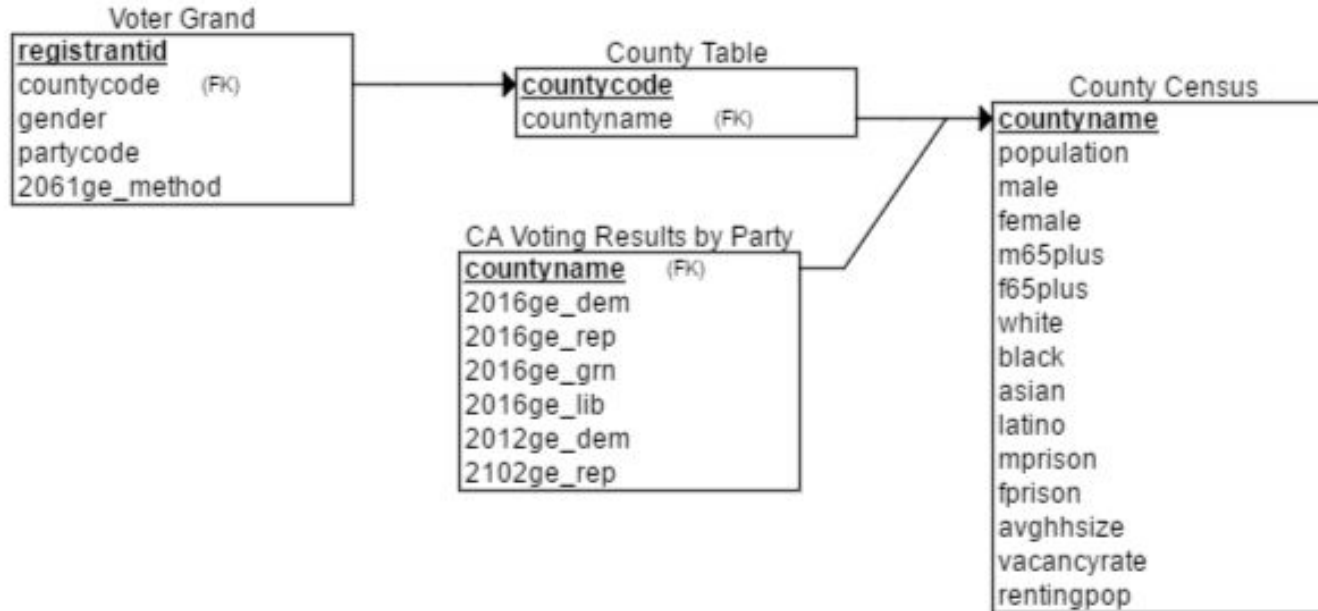 Voter Grand
registrantid
countycode (FK)
gender
partycode
2061ge_method
County Table
countycode
countyname (FK)
CA Voting Results by Party
countyname (FK)
2016ge_dem
2016ge_rep
2016ge_grn
2016ge_lib
2012ge_dem
2102ge_rep
County Census
countyname
population
male
female
m65plus
f65plus
white
black
asian
latino
mprison
fprison
avghhsize
vacancyrate
rentingpop